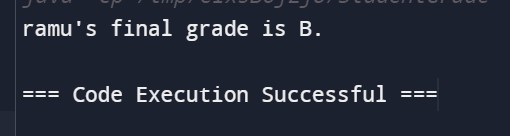 ramu's final grade is B.
=== Code Execution Successful ===